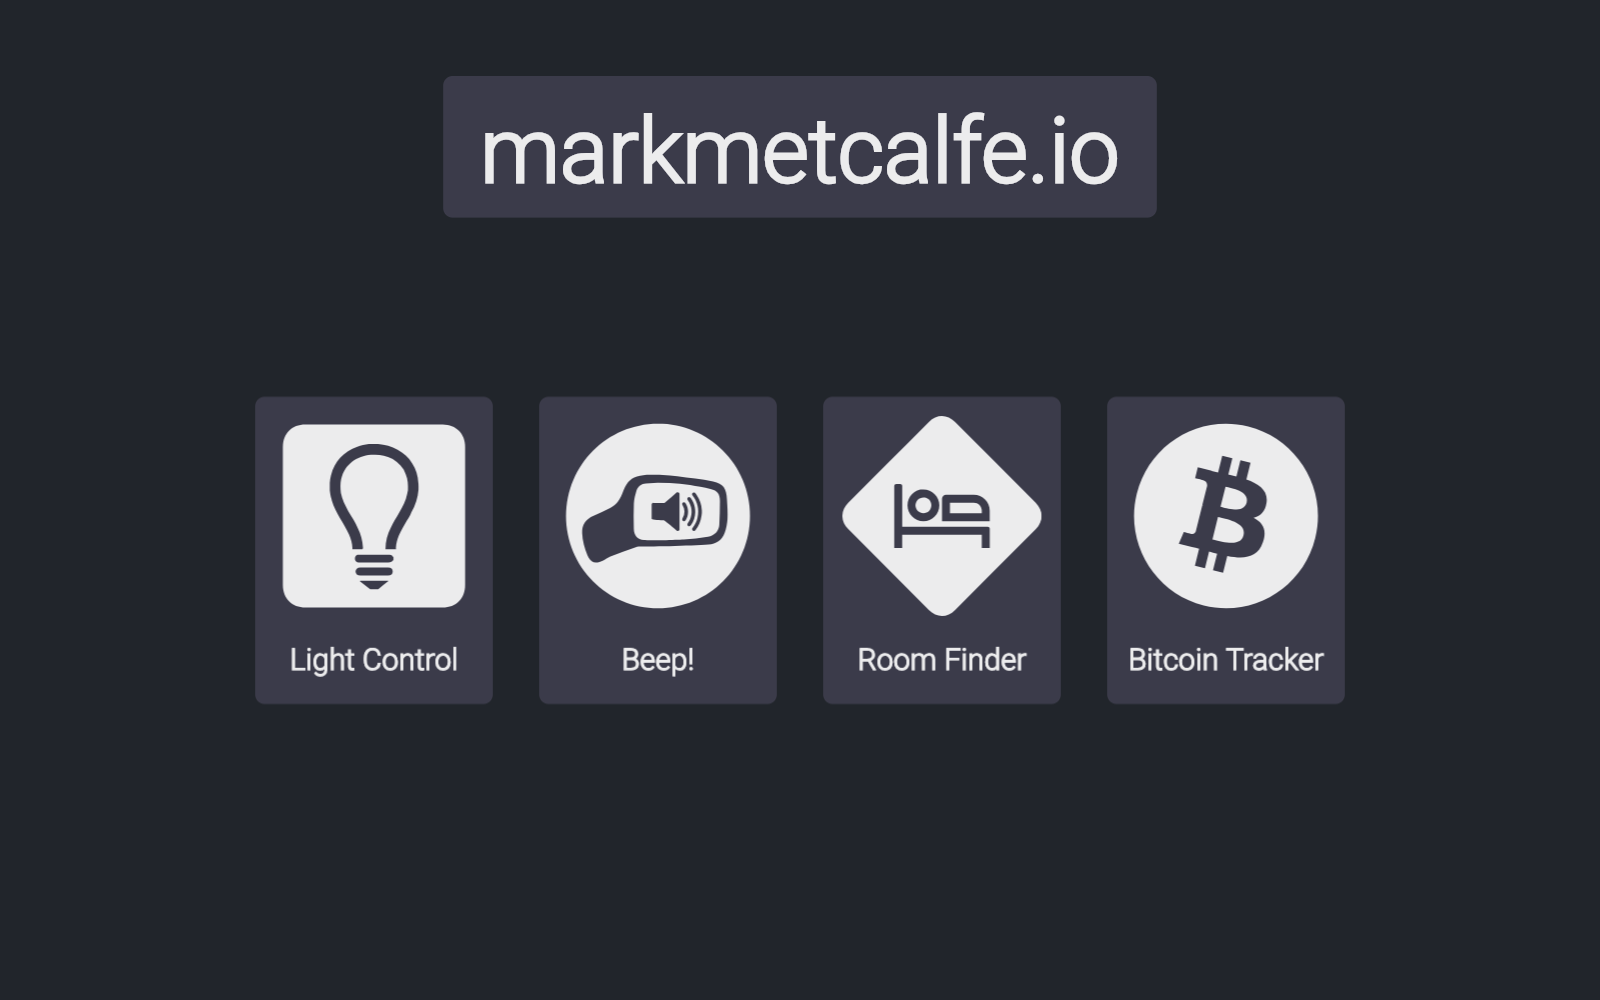 markmetcalfe.io
Light Control
Beep!
Room Finder
Bitcoin Tracker